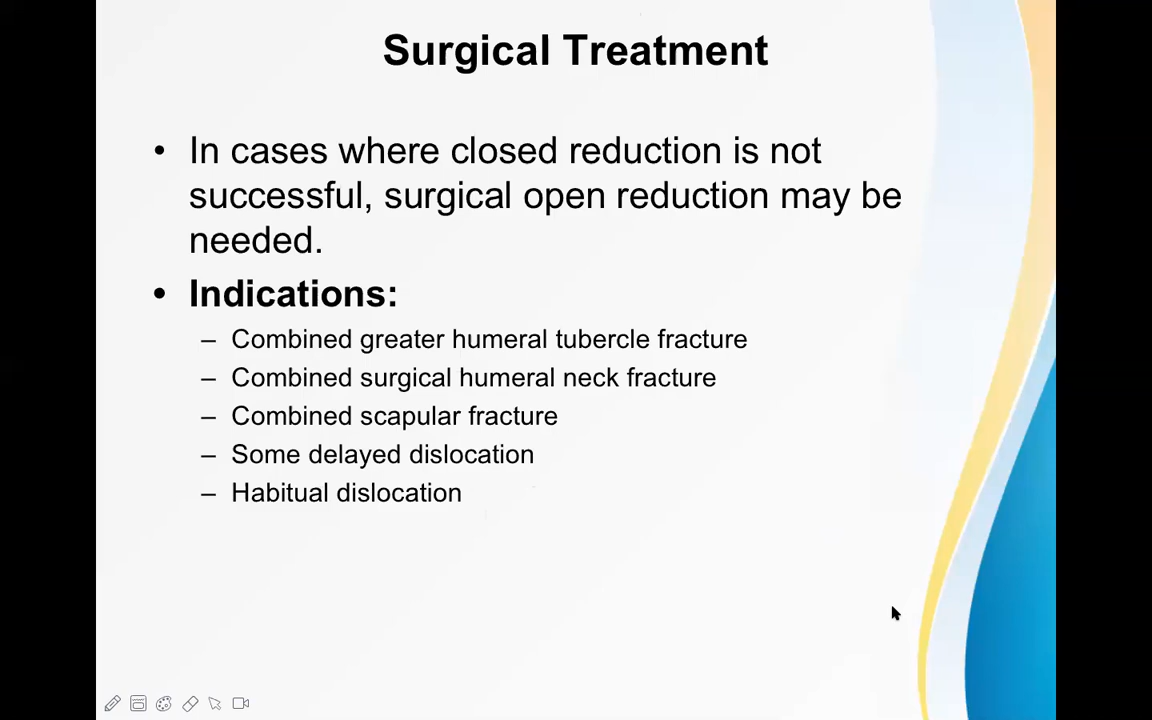 Surgical Treatment
• In cases where closed reduction is not
successful, surgical open reduction may be
needed.
• Indications:
– Combined greater humeral tubercle fracture
– Combined surgical humeral neck fracture
– Combined scapular fracture
– Some delayed dislocation
– Habitual dislocation